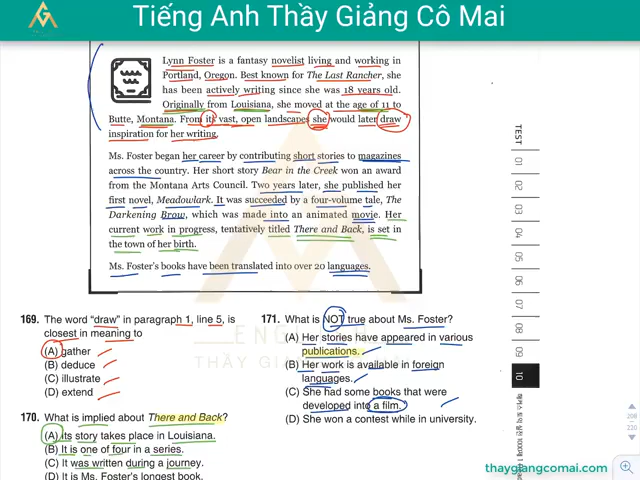 Tiếng Anh Thầy Giảng Cô Mai
Lynn Foster is a fantasy novelist living and working in
Portland, Oregon. Best known for The Last Rancher, she
has been actively writing since she was 18 years old.
Originally from Louisiana, she moved at the age of 11 to
Butte, Montana. From its vast, open landscapes she would later draw
inspiration for her writing.
Ms. Foster began her career by contributing short stories to magazines
across the country. Her short story Bear in the Creek won an award
from the Montana Arts Council. Two years later, she published her
first novel, Meadowlark. It was succeeded by a four-volume tale, The
Darkening Brow, which was made into an animated movie. Her
current work in progress, tentatively titled There and Back, is set in
the town of her birth.
Ms. Foster's books have been translated into over 20 languages.
169. The word "draw" in paragraph 1, line 5, is
closest in meaning to
(A) gather
(B) deduce
(C) illustrate
(D) extend
170. What is implied about There and Back?
(A) Its story takes place in Louisiana.
(B) It is one of four in a series.
(C) It was written during a journey.
(D) It is Ms. Foster's longest book.
171. What is NOT true about Ms. Foster?
(A) Her stories have appeared in various
publications.
(B) Her work is available in foreign
languages.
(C) She had some books that were
developed into a film.
(D) She won a contest while in university.
TEST
01
02
03
04
05
06
07
08
09
10
208
220
ENGLISH
THẦY GIẢNG CÔ MAI
thaygiangcomai.com